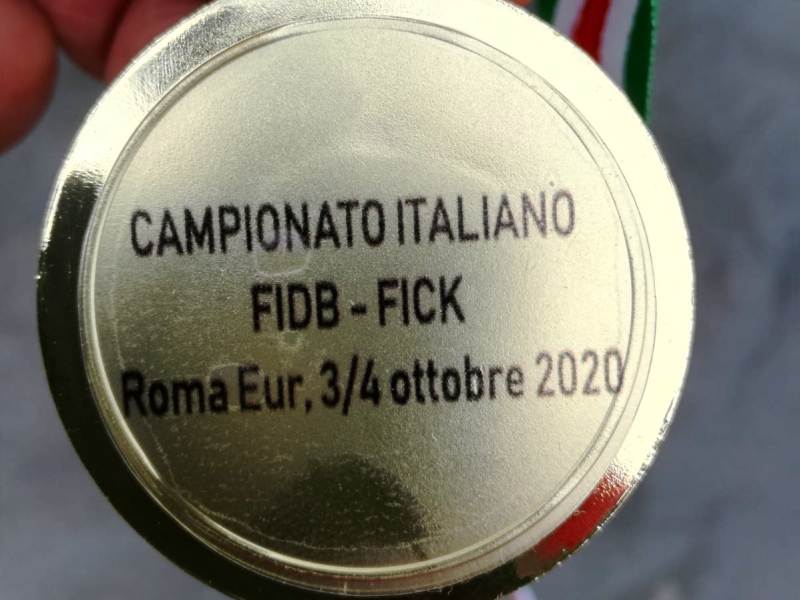 CAMPIONATO ITALIANO
FIDB - FICK
Roma Eur, 3/4 ottobre 2020